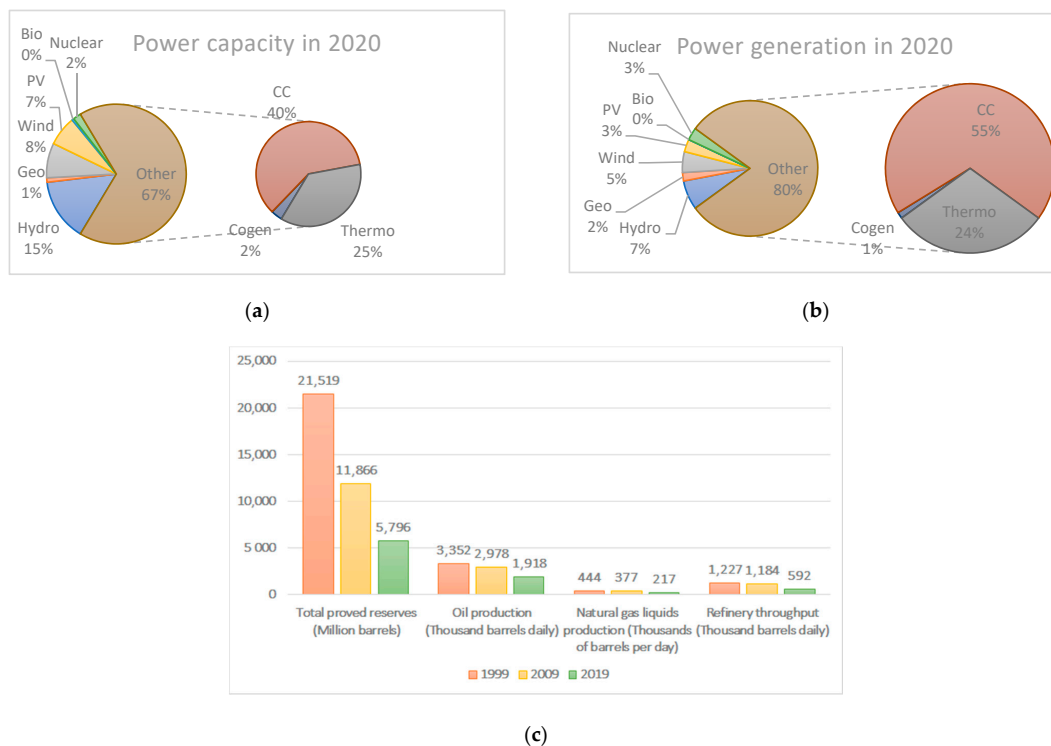 Power capacity in 2020
Bio
0%
Nuclear
2%
PV
7%
Wind
8%
Geo
1%
Hydro
15%
Other
67%
CC
40%
Cogen
2%
Thermo
25%
(a)
Power generation in 2020
Nuclear
3%
Bio
0%
PV
3%
Wind
5%
Geo
2%
Hydro
7%
Other
80%
CC
55%
Cogen
1%
Thermo
24%
(b)
25,000
20,000
15,000
10,000
5 000
0
21,519
11,866
5,796
3,352
2,978
1,918
444
377
217
1,227
1,184
592
Total proved reserves
(Million barrels)
Oil production
(Thousand barrels daily)
Natural gas liquids
production (Thousands
of barrels per day)
Refinery throughput
(Thousand barrels daily)
1999
2009
2019
(c)